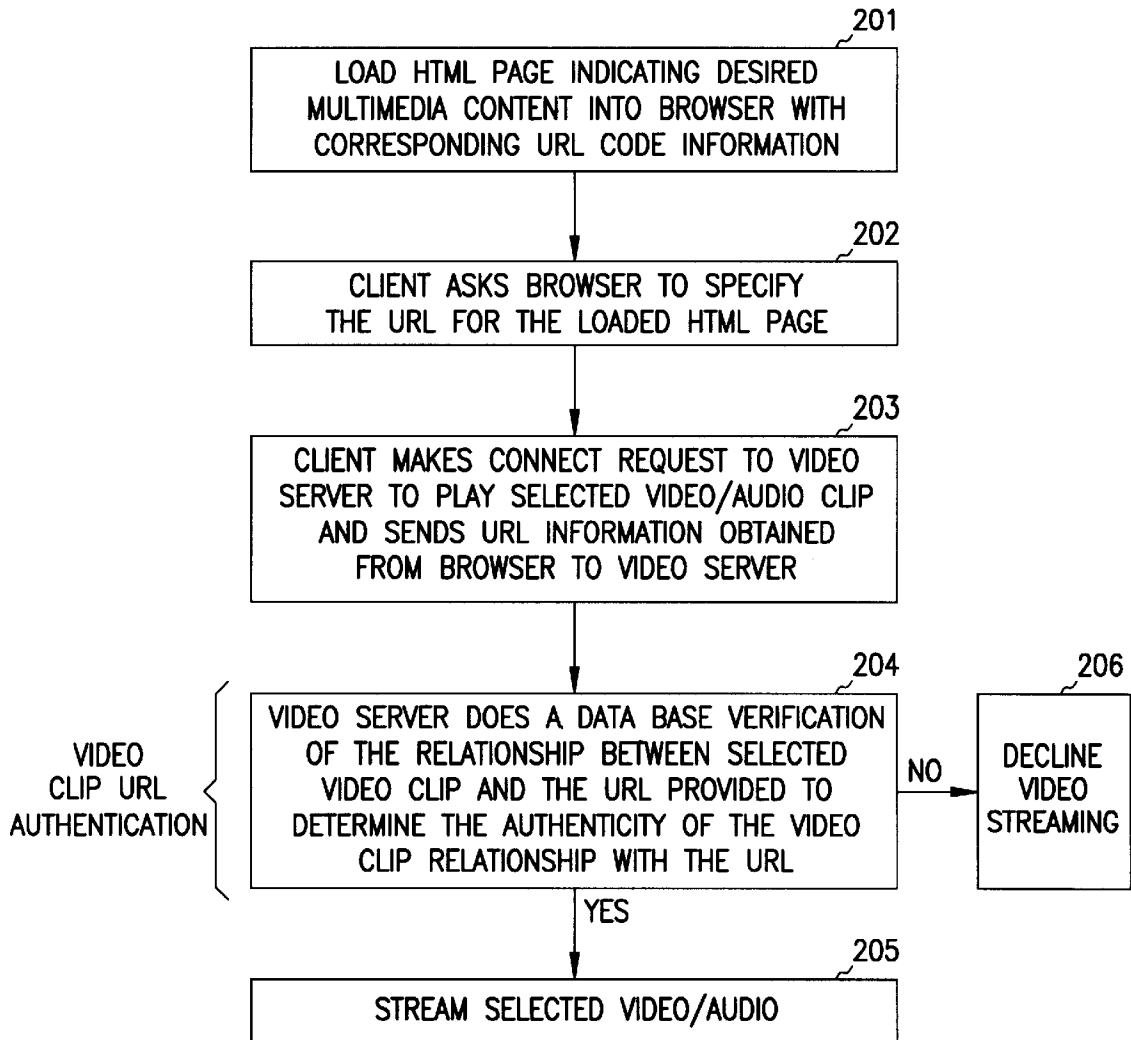 201
LOAD HTML PAGE INDICATING DESIRED
MULTIMEDIA CONTENT INTO BROWSER WITH
CORRESPONDING URL CODE INFORMATION
202
CLIENT ASKS BROWSER TO SPECIFY
THE URL FOR THE LOADED HTML PAGE
203
CLIENT MAKES CONNECT REQUEST TO VIDEO
SERVER TO PLAY SELECTED VIDEO/AUDIO CLIP
AND SENDS URL INFORMATION OBTAINED
FROM BROWSER TO VIDEO SERVER
VIDEO
CLIP URL
AUTHENTICATION
204
VIDEO SERVER DOES A DATA BASE VERIFICATION
OF THE RELATIONSHIP BETWEEN SELECTED
VIDEO CLIP AND THE URL PROVIDED TO
DETERMINE THE AUTHENTICITY OF THE VIDEO
CLIP RELATIONSHIP WITH THE URL
NO
206
DECLINE
VIDEO
STREAMING
YES
205
STREAM SELECTED VIDEO/AUDIO